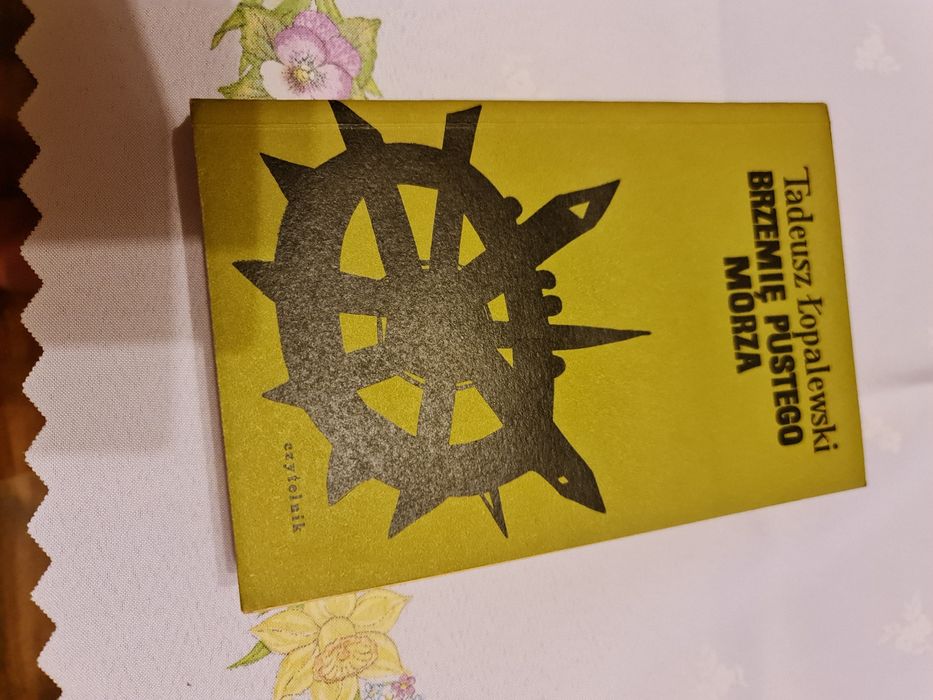 Tadeusz Łopalewski
BRZEMIĘ PUSTEGO
MORZA
czytelnik